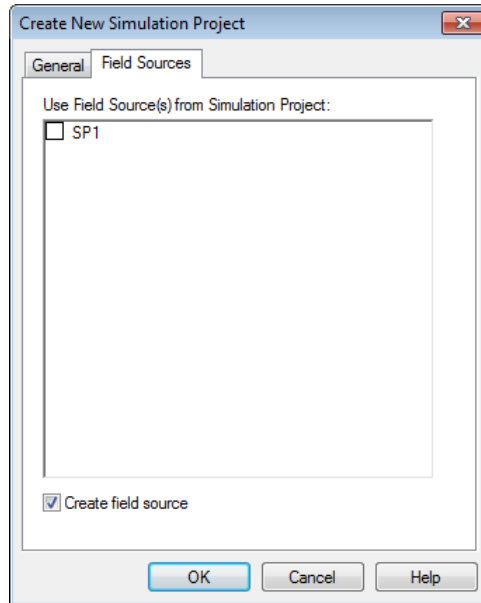 Create New Simulation Project
General Field Sources
Use Field Source(s) from Simulation Project:
SP1
Create field source
OK Cancel Help